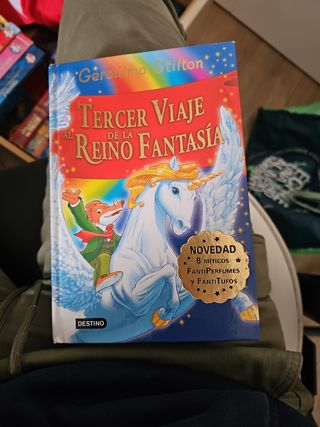 Geronimo Stilton
TERCER VIAJE
AL DE LA
REINO FANTASÍA
NOVEDAD
8 MÍTICOS
FANTIPERFUMES
Y FANTITUFOS
DESTINO